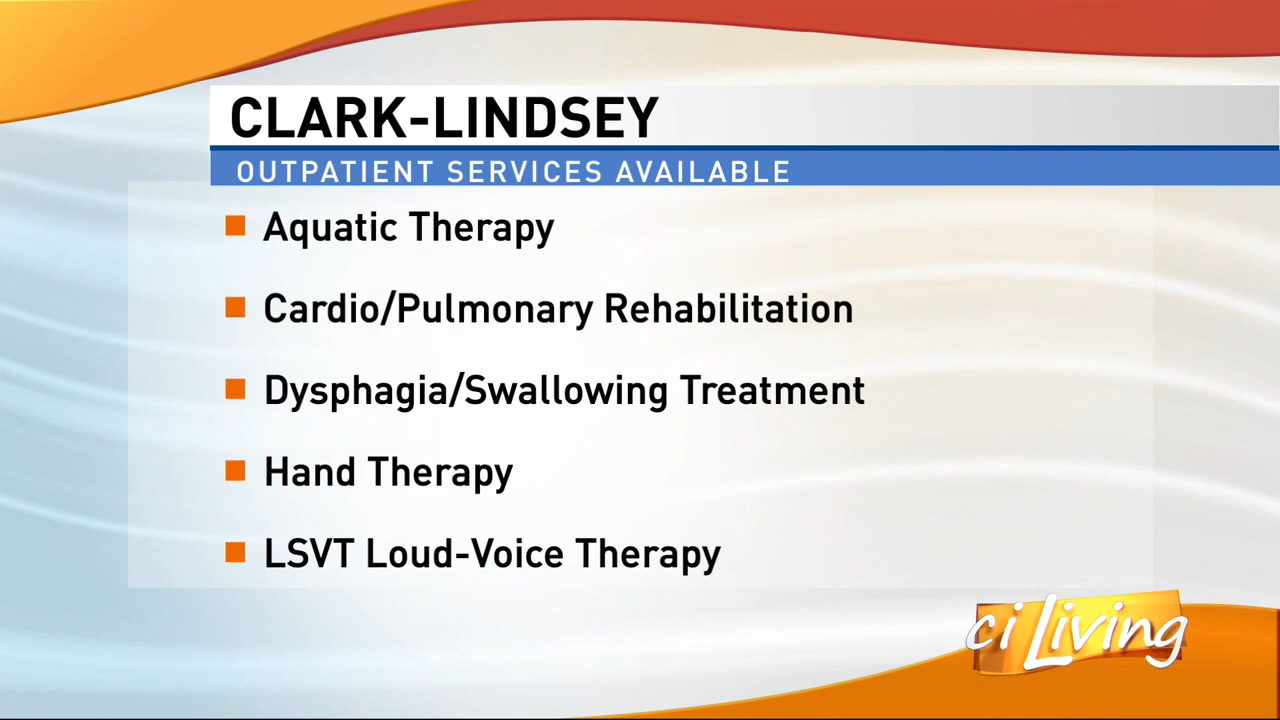 CLARK-LINDSEY
OUTPATIENT SERVICES AVAILABLE
Aquatic Therapy
Cardio/Pulmonary Rehabilitation
Dysphagia/Swallowing Treatment
Hand Therapy
LSVT Loud-Voice Therapy
ci Living